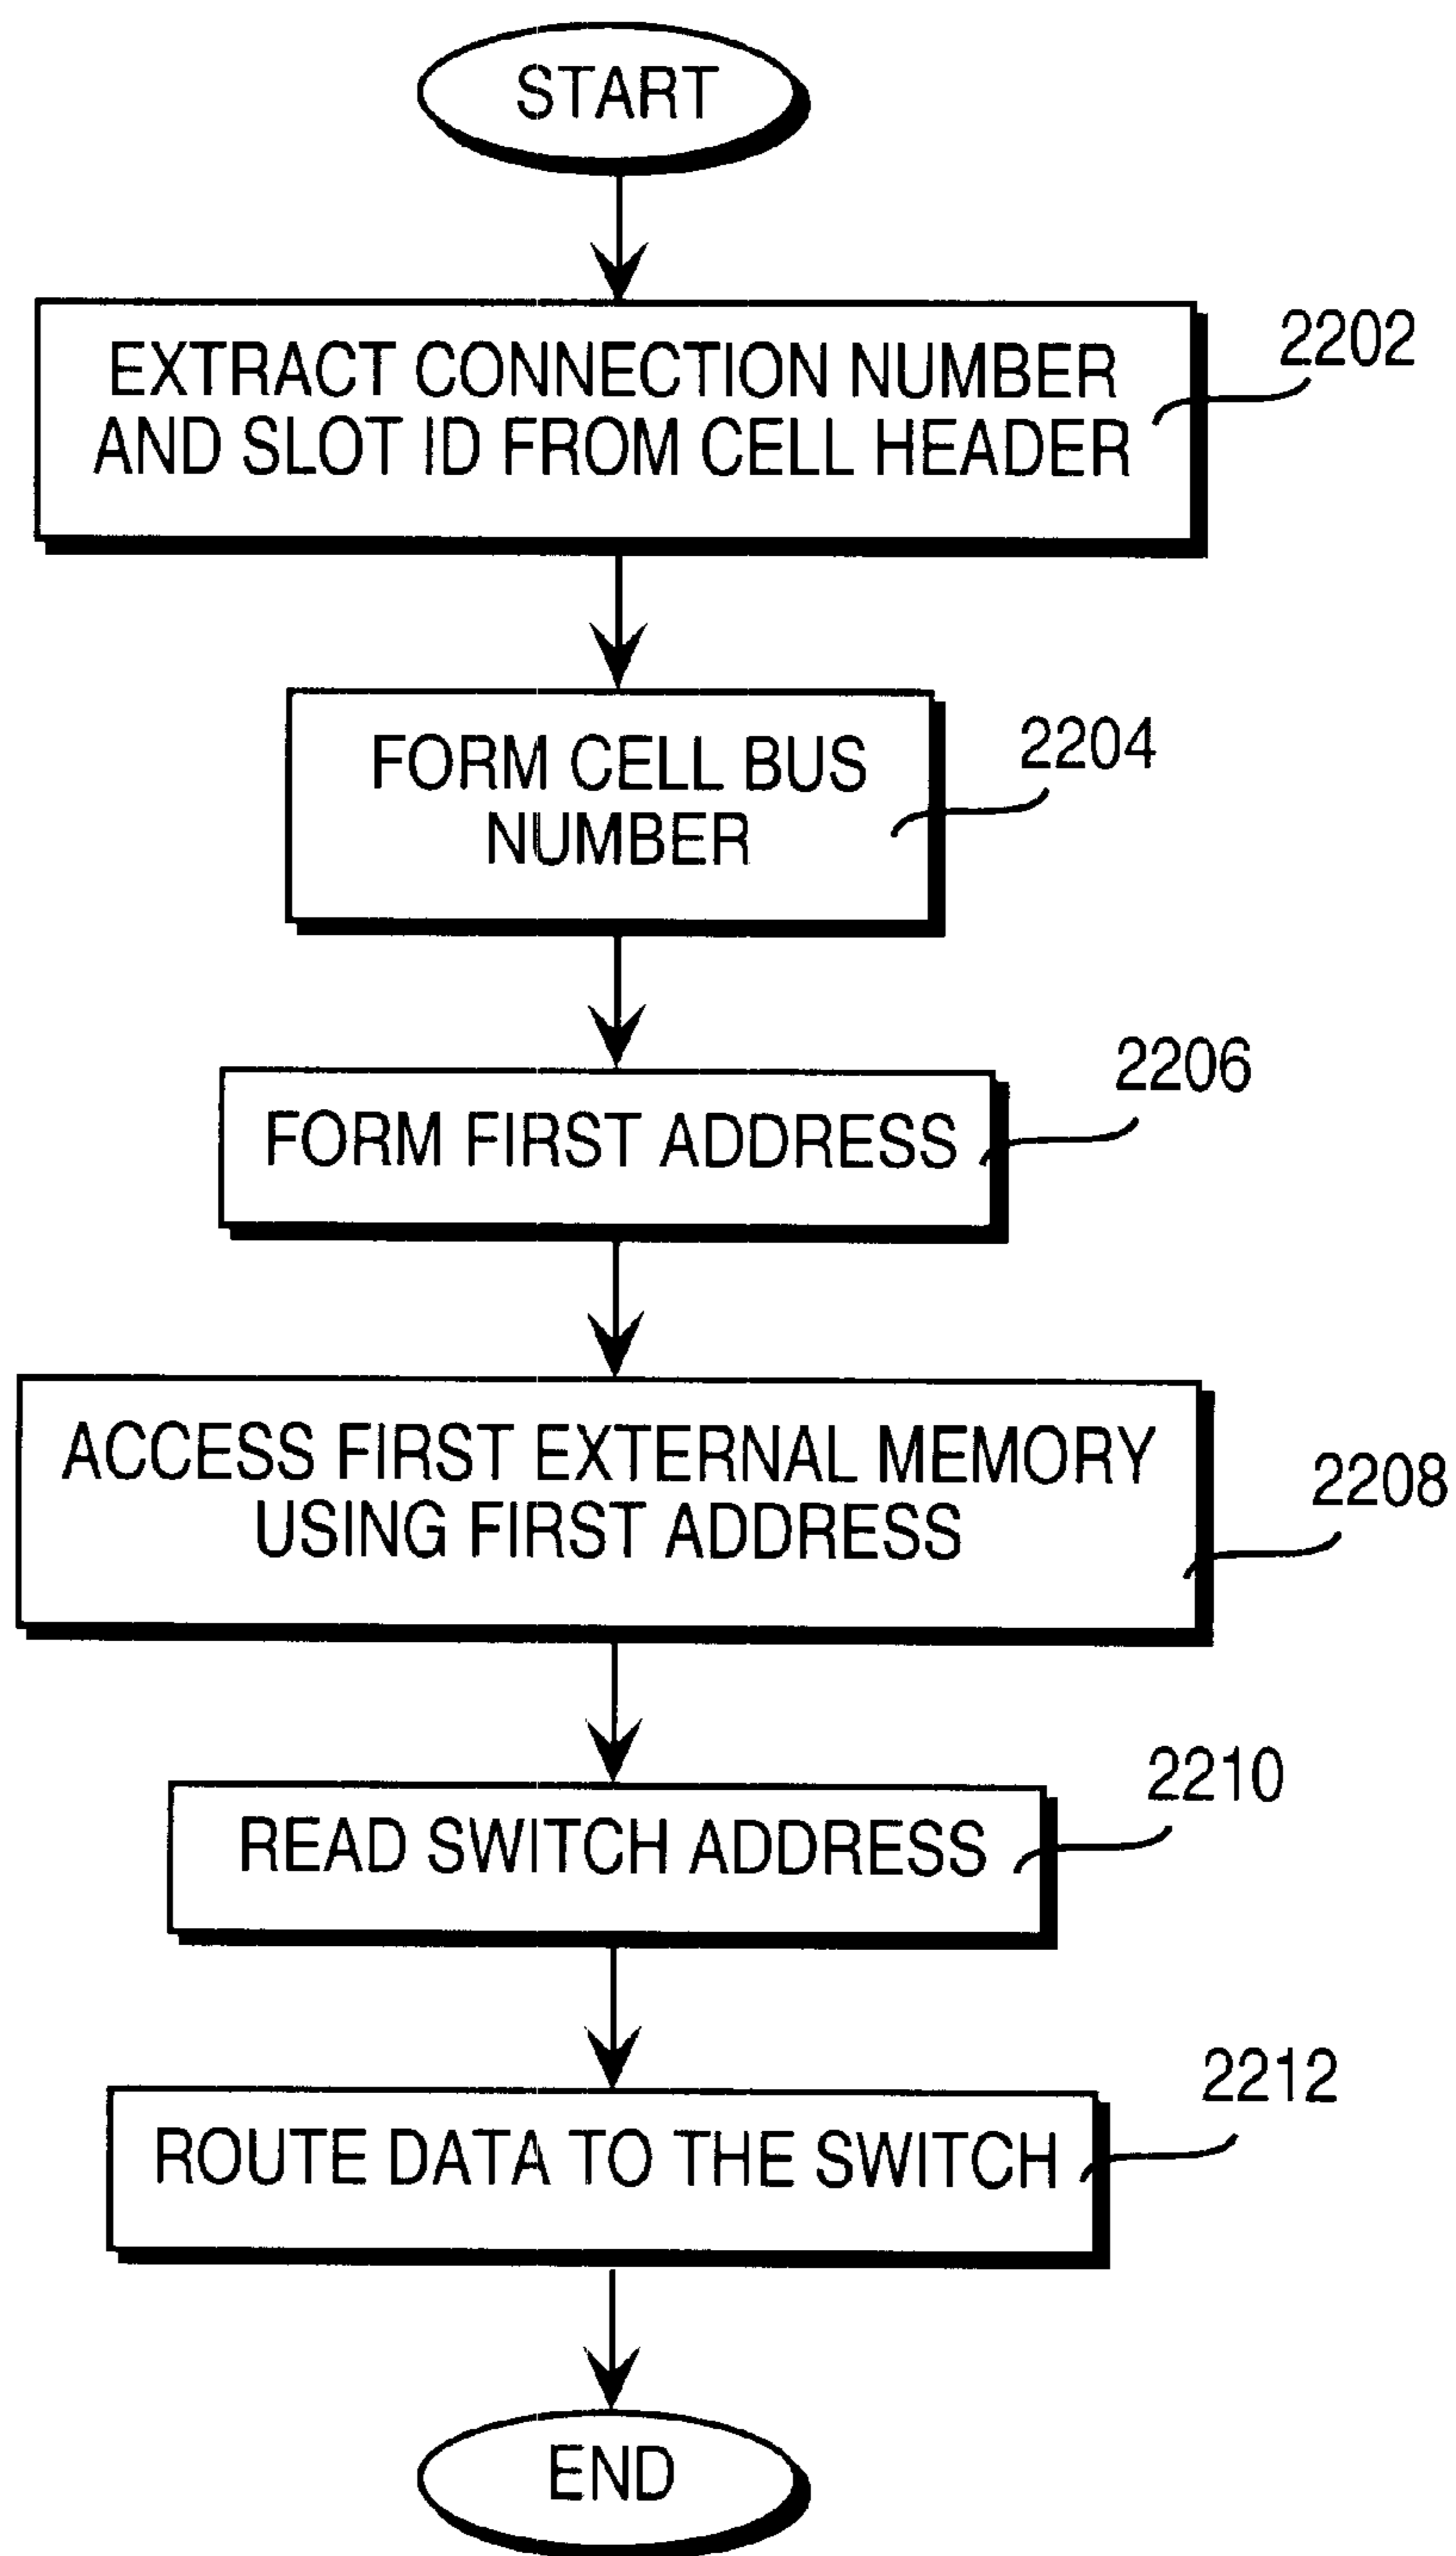 START
EXTRACT CONNECTION NUMBER
AND SLOT ID FROM CELL HEADER
2202
FORM CELL BUS
NUMBER
2204
FORM FIRST ADDRESS
2206
ACCESS FIRST EXTERNAL MEMORY
USING FIRST ADDRESS
2208
READ SWITCH ADDRESS
2210
ROUTE DATA TO THE SWITCH
2212
END